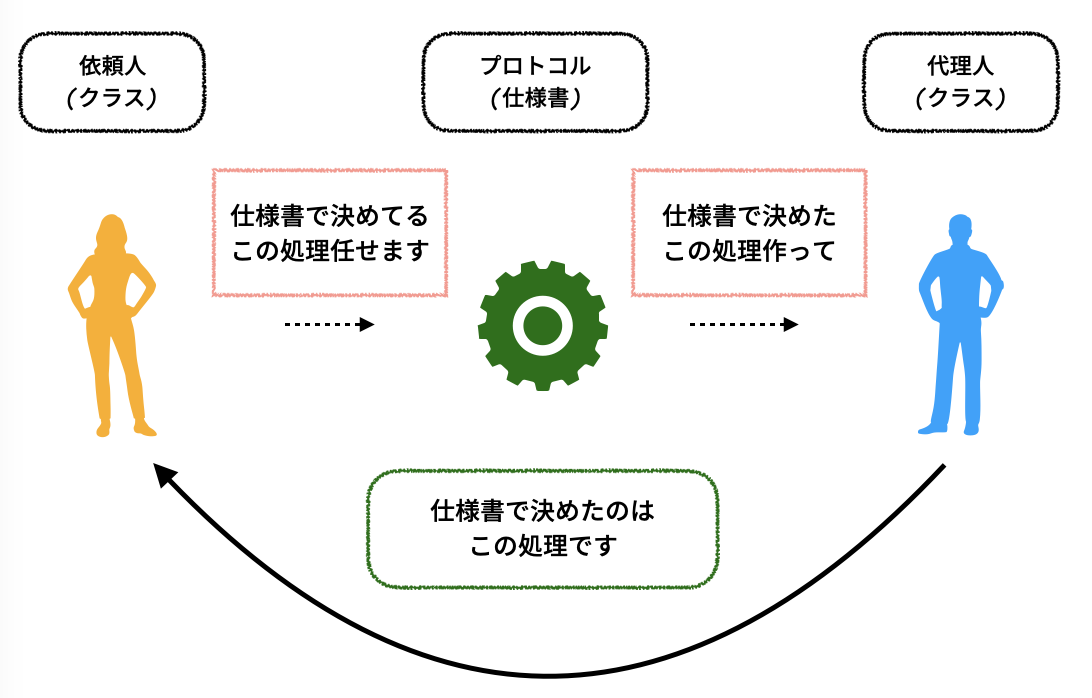 依頼人
(クラス)
プロトコル
(仕様書)
代理人
(クラス)
仕様書で決めてる
この処理任せます
仕様書で決めた
この処理作って
仕様書で決めたのは
この処理です